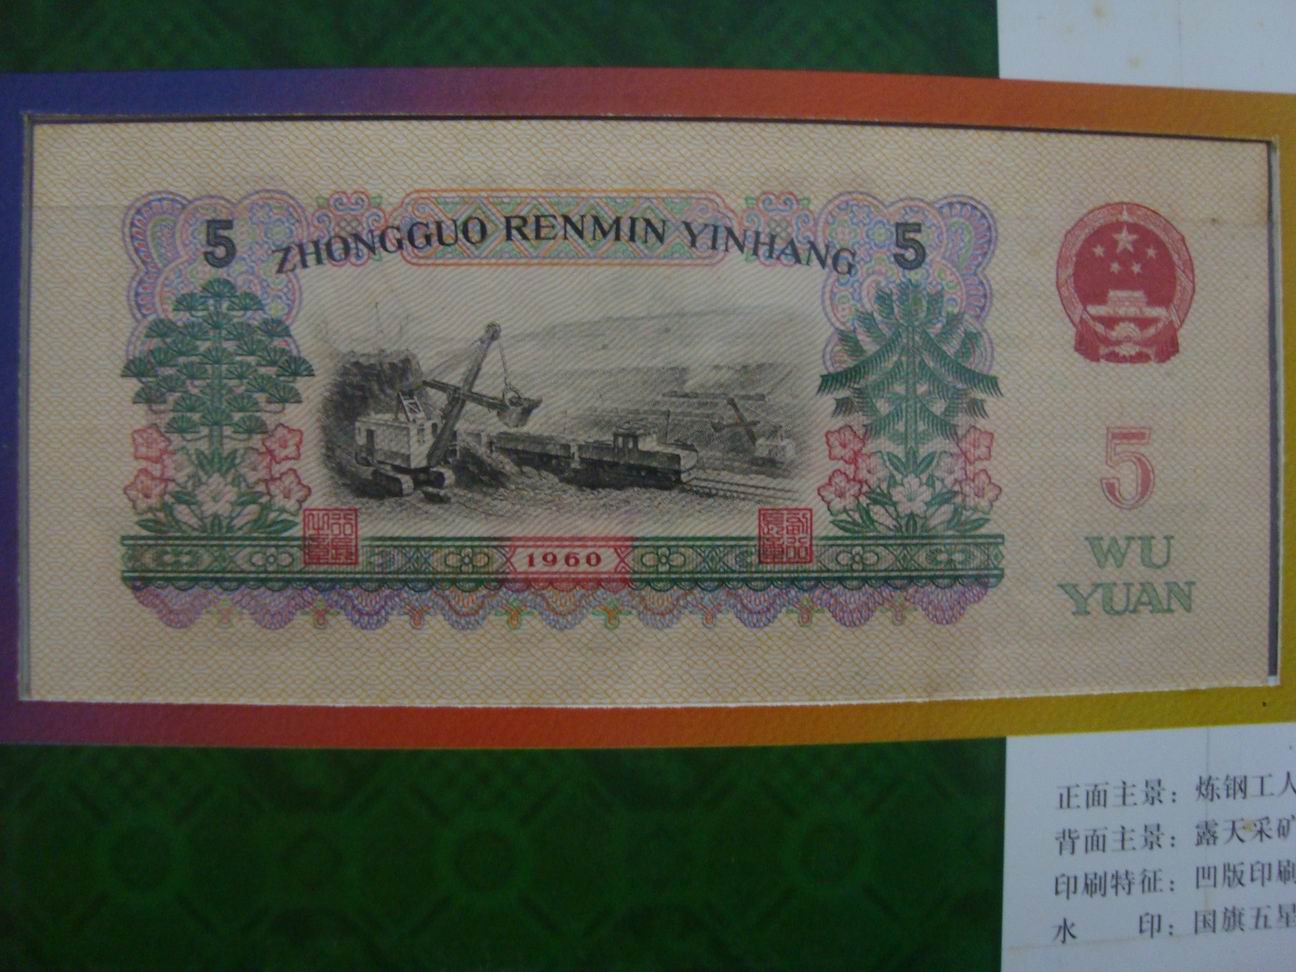 5 ZHONGGUO RENMIN YINHANG 5
5
WU
YUAN
1960
正面主景：炼钢工人
背面主景：露天采矿
印刷特征：凹版印刷
水 印：国旗五星